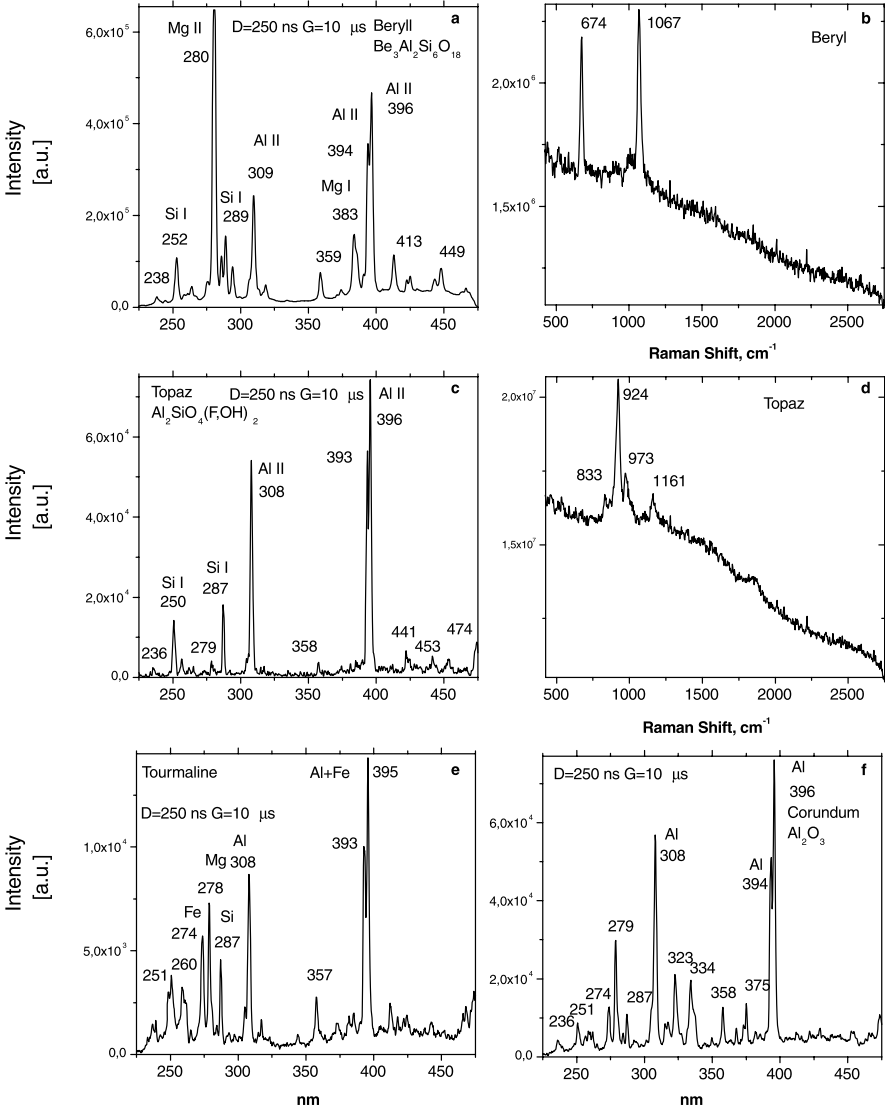 a
Mg II
D=250 ns G=10 μs Beryll
Be3Al2Si6O18
280
6,0x10^5
4,0x10^5
2,0x10^5
0,0
Intensity
[a.u.]
Al II
396
Al II
394
Al II
309
Mg I
383
Si I
289
Si I
252
238
359
413
449
250 300 350 400 450
b
674
1067
Beryl
2,0x10^6
1,5x10^6
500 1000 1500 2000 2500
Raman Shift, cm-1
c
Topaz
D=250 ns G=10 μs
Al2SiO4(F,OH) 2
Al II
396
6,0x10^4
4,0x10^4
2,0x10^4
0,0
Intensity
[a.u.]
393
Al II
308
Si I
287
Si I
250
236
279
358
441
453
474
250 300 350 400 450
d
924
Topaz
973
833
1161
2,0x10^7
1,5x10^7
500 1000 1500 2000 2500
Raman Shift, cm-1
e
Tourmaline
Al+Fe
395
D=250 ns G=10 μs
1,0x10^4
5,0x10^3
0,0
Intensity
[a.u.]
393
Al
308
Mg
278
Fe
274
Si
287
251
260
357
250 300 350 400 450
nm
f
D=250 ns G=10 μs
Al
396
Corundum
Al2O3
6,0x10^4
4,0x10^4
2,0x10^4
0,0
Al
308
Al
394
279
323
334
274
287
251
236
358
375
250 300 350 400 450
nm